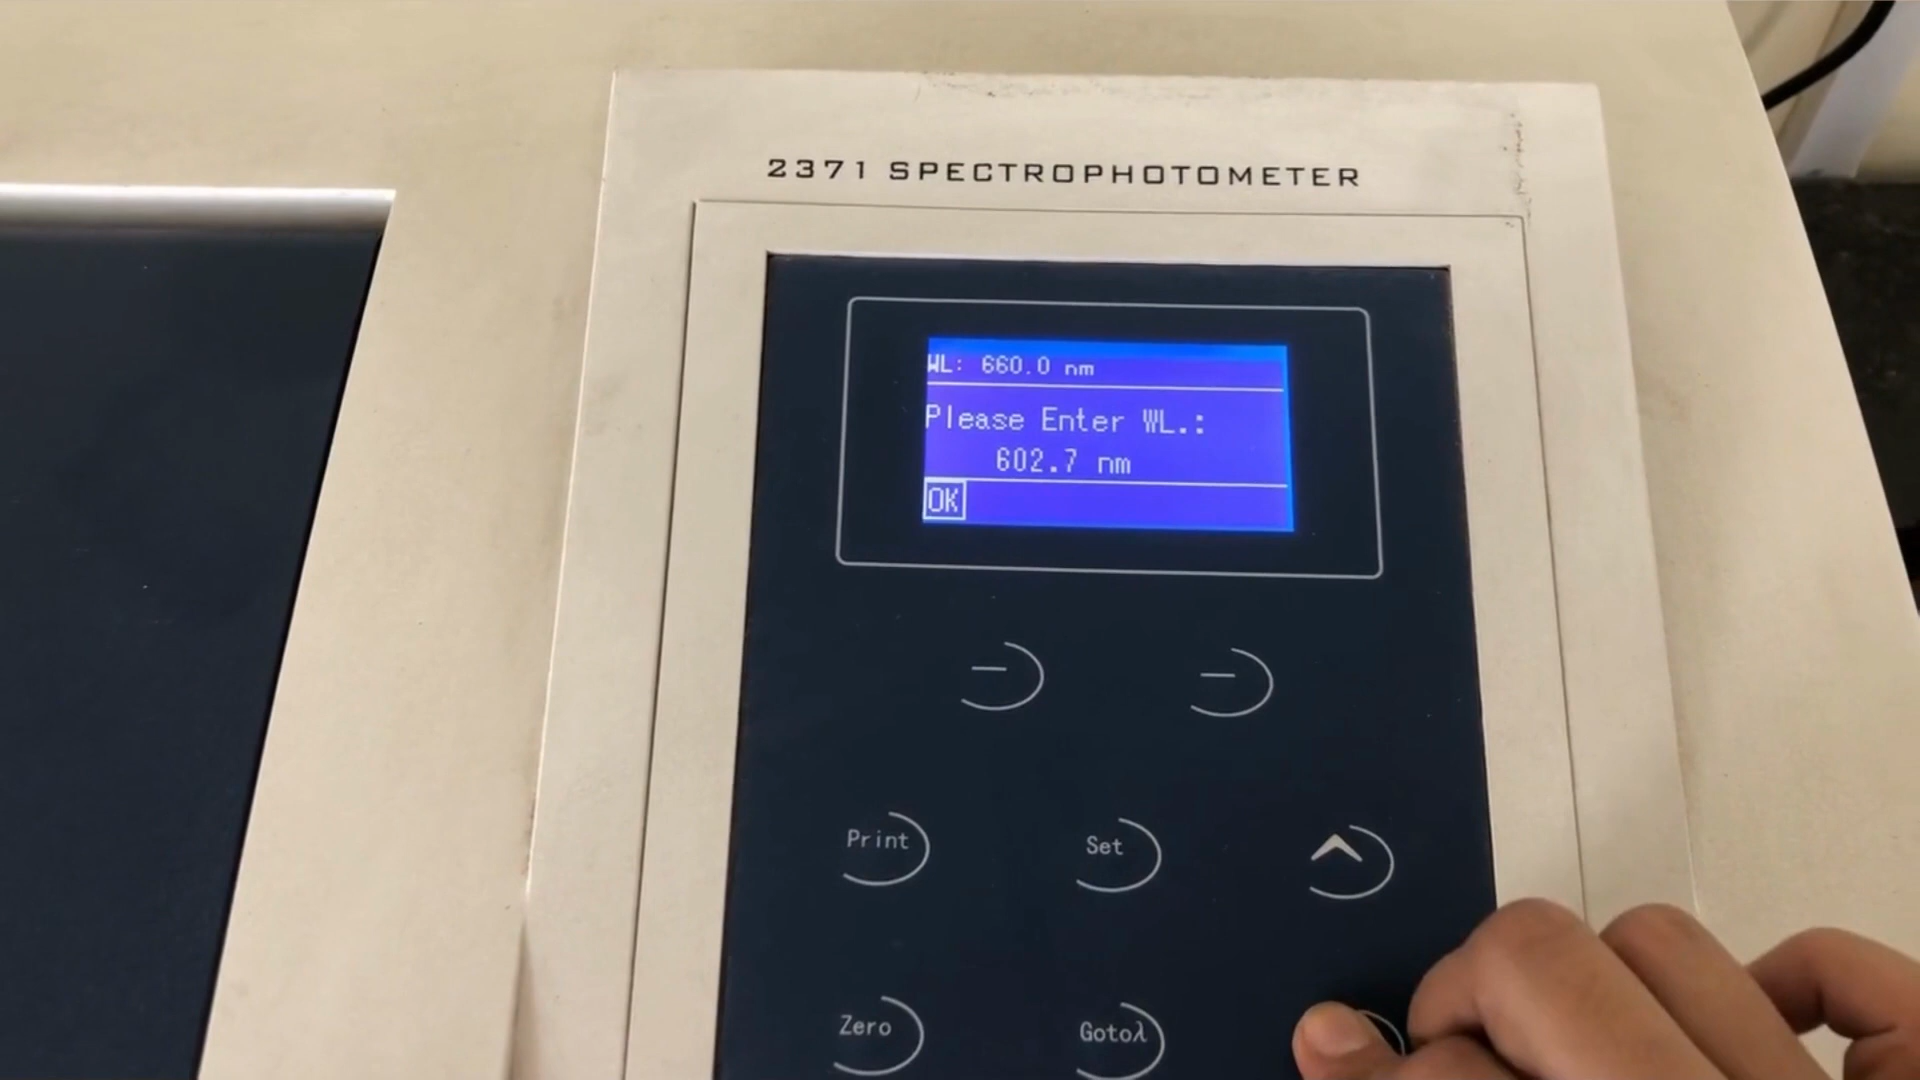 2371 SPECTROPHOTOMETER
WL: 660.0 nm
Please Enter WL.:
602.7 nm
OK
Print
Set
Zero
Gotoλ